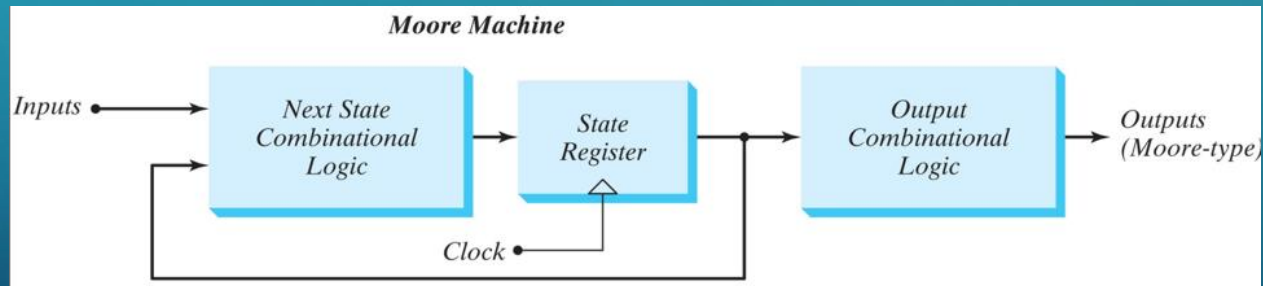 Moore Machine
Inputs
Next State
Combinational
Logic
State
Register
Output
Combinational
Logic
Outputs
(Moore-type)
Clock